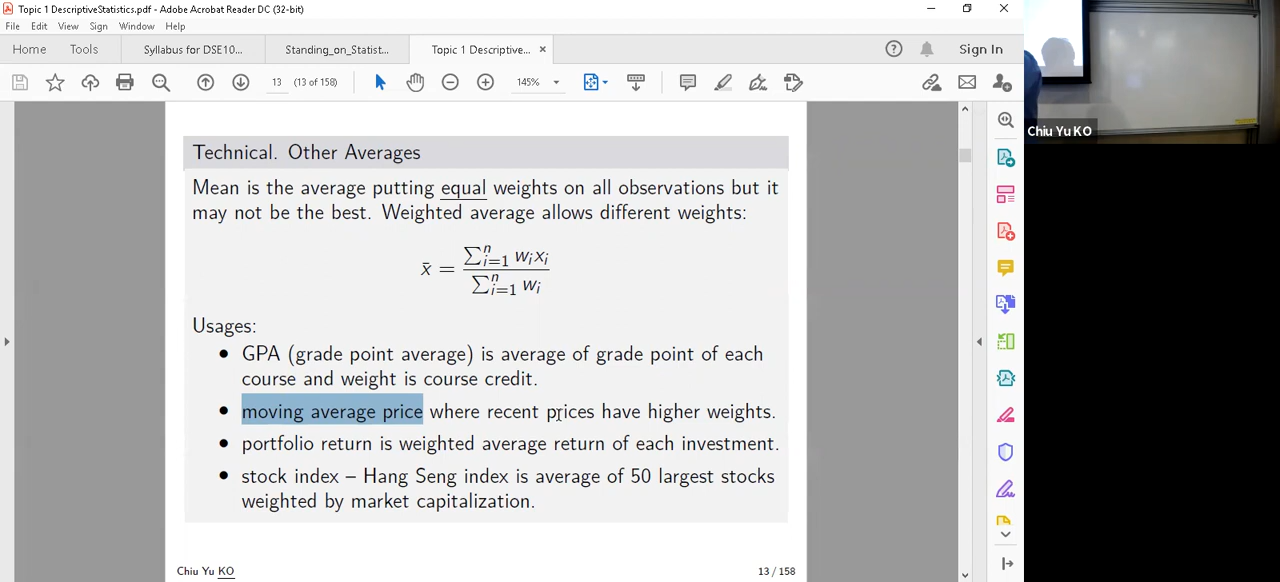 Topic 1 DescriptiveStatistics.pdf - Adobe Acrobat Reader DC (32-bit)
File Edit View Sign Window Help
Home Tools Syllabus for DSE10... Standing_on_Statist... Topic 1 Descriptive... × Sign In
13 (13 of 158) 145%
Chiu Yu KO
Technical. Other Averages
Mean is the average putting equal weights on all observations but it
may not be the best. Weighted average allows different weights:
x̄ = ∑ⁿᵢ₌₁ wᵢxᵢ / ∑ⁿᵢ₌₁ wᵢ
Usages:
• GPA (grade point average) is average of grade point of each
course and weight is course credit.
• moving average price where recent prices have higher weights.
• portfolio return is weighted average return of each investment.
• stock index – Hang Seng index is average of 50 largest stocks
weighted by market capitalization.
Chiu Yu KO 13 / 158